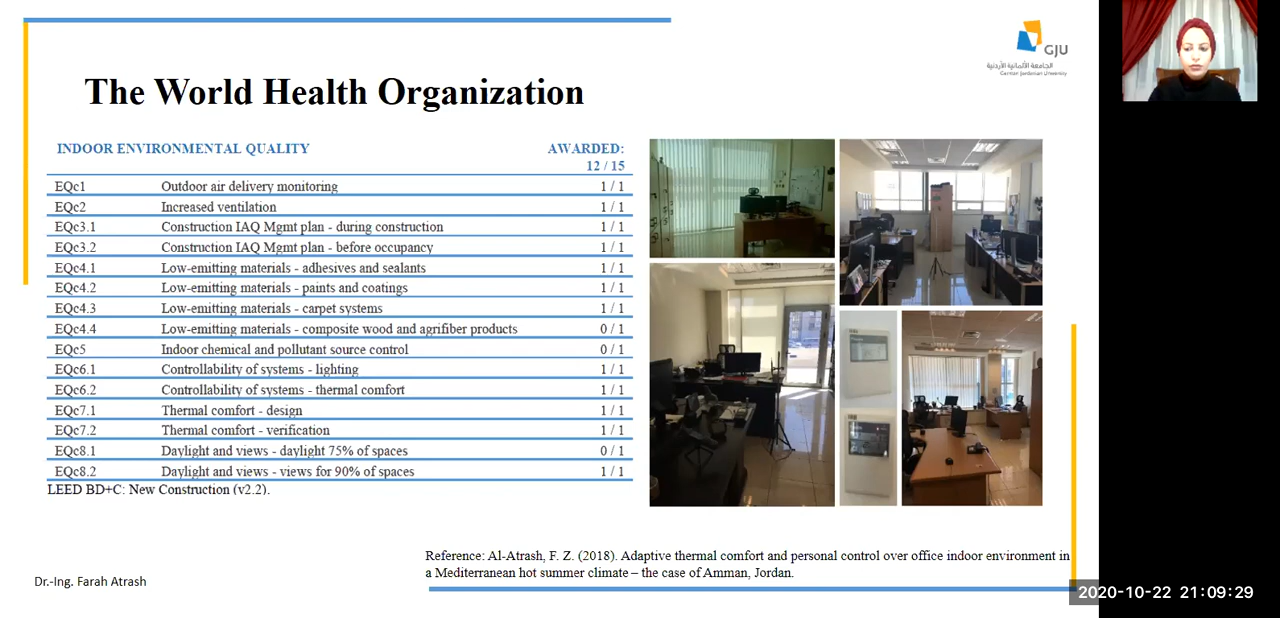 GJU
الجامعة الألمانية الأردنية
German Jordanian University
The World Health Organization
INDOOR ENVIRONMENTAL QUALITY AWARDED:
12 / 15
EQc1 Outdoor air delivery monitoring 1 / 1
EQc2 Increased ventilation 1 / 1
EQc3.1 Construction IAQ Mgmt plan - during construction 1 / 1
EQc3.2 Construction IAQ Mgmt plan - before occupancy 1 / 1
EQc4.1 Low-emitting materials - adhesives and sealants 1 / 1
EQc4.2 Low-emitting materials - paints and coatings 1 / 1
EQc4.3 Low-emitting materials - carpet systems 1 / 1
EQc4.4 Low-emitting materials - composite wood and agrifiber products 0 / 1
EQc5 Indoor chemical and pollutant source control 0 / 1
EQc6.1 Controllability of systems - lighting 1 / 1
EQc6.2 Controllability of systems - thermal comfort 1 / 1
EQc7.1 Thermal comfort - design 1 / 1
EQc7.2 Thermal comfort - verification 1 / 1
EQc8.1 Daylight and views - daylight 75% of spaces 0 / 1
EQc8.2 Daylight and views - views for 90% of spaces 1 / 1
LEED BD+C: New Construction (v2.2).
Reference: Al-Atrash, F. Z. (2018). Adaptive thermal comfort and personal control over office indoor environment in
a Mediterranean hot summer climate – the case of Amman, Jordan.
Dr.-Ing. Farah Atrash
2020-10-22 21:09:29